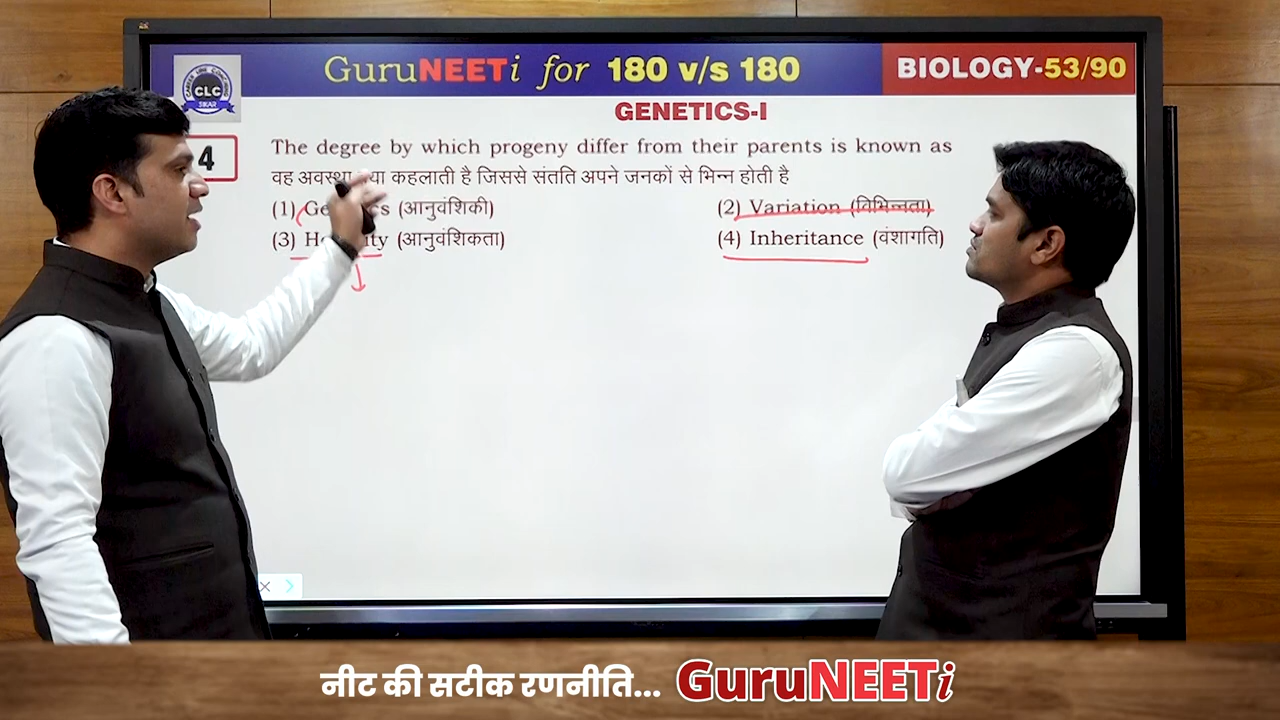 GuruNEETi for 180 v/s 180
BIOLOGY-53/90
CLC
SIKAR
GENETICS-I
4
The degree by which progeny differ from their parents is known as
वह अवस्था क्या कहलाती है जिससे संतति अपने जनकों से भिन्न होती है
(1) (आनुवंशिकी)
(2) Variation (विभिन्नता)
(3) (आनुवंशिकता)
(4) Inheritance (वंशागति)
नीट की सटीक रणनीति... GuruNEETi